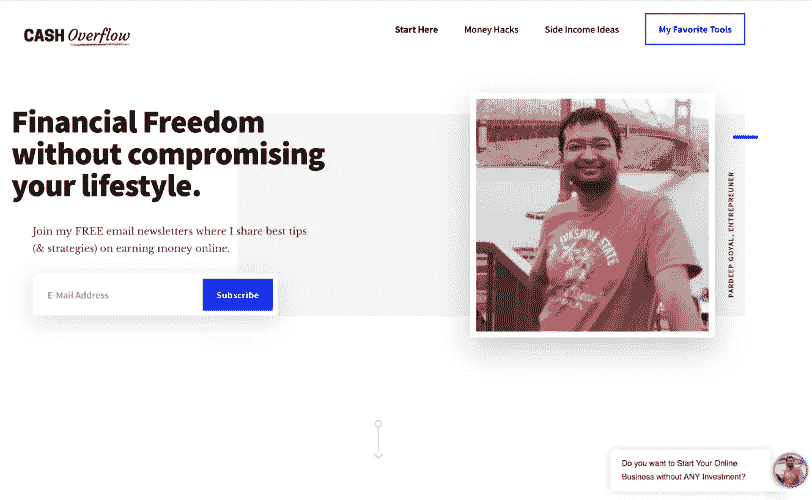 CASH Overflow
Start Here
Money Hacks
Side Income Ideas
My Favorite Tools
Financial Freedom
without compromising
your lifestyle.
Join my FREE email newsletters where I share best tips
(& strategies) on earning money online.
E-Mail Address
Subscribe
PARDEEP GOYAL, ENTREPREUNER
Do you want to Start Your Online
Business without ANY Investment?